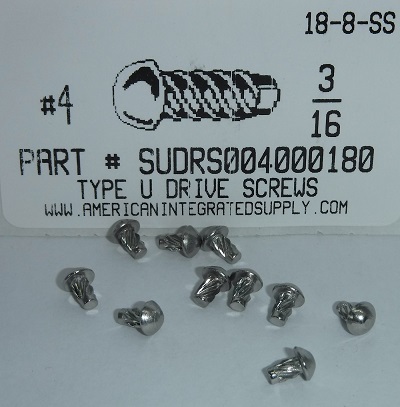 18-8-SS
#4
3
16
PART # SUDRS004000180
TYPE U DRIVE SCREWS
WWW.AMERICANINTEGRATEDSUPPLY.COM